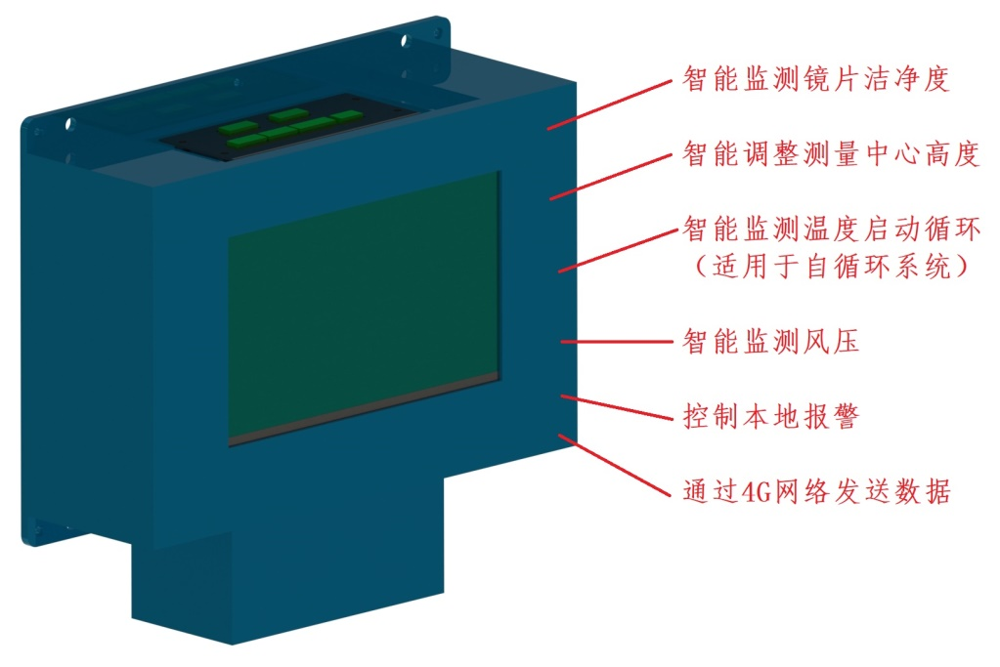 智能监测镜片洁净度
智能调整测量中心高度
智能监测温度启动循环
（适用于自循环系统）
智能监测风压
控制本地报警
通过4G网络发送数据